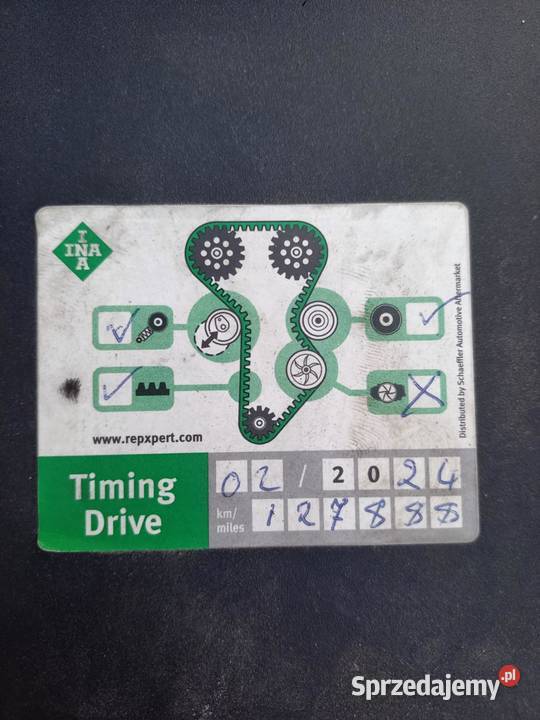 I
INA
A
Distributed by Schaeffler Automotive Aftermarket
www.repxpert.com
Timing
Drive
02/2024
km/
miles
127888
Sprzedajemy.pl